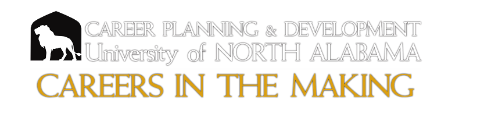 CAREER PLANNING & DEVELOPMENT
University of NORTH ALABAMA
CAREERS IN THE MAKING